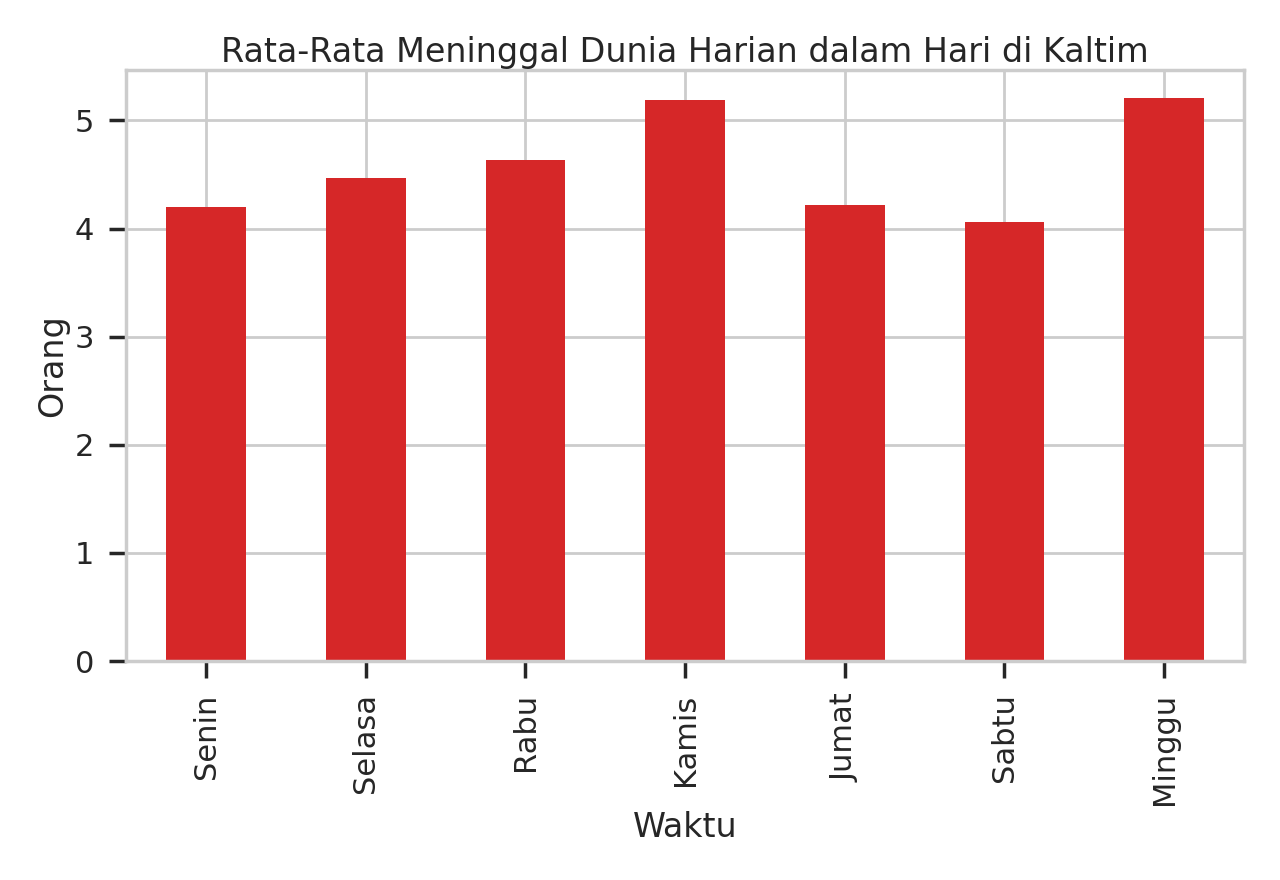 Rata-Rata Meninggal Dunia Harian dalam Hari di Kaltim
5
4
3
2
1
0
Orang
Senin
Selasa
Rabu
Kamis
Jumat
Sabtu
Minggu
Waktu